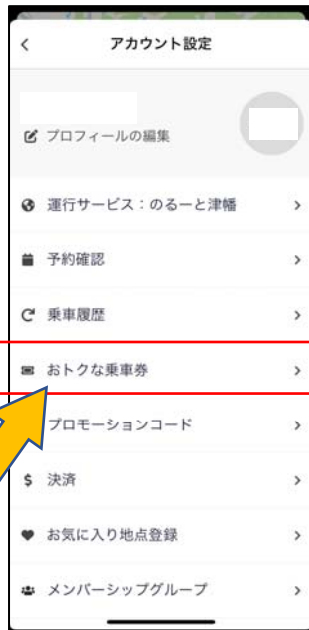 アカウント設定
プロフィールの編集
運行サービス：のるーと津幡
予約確認
乗車履歴
おトクな乗車券
プロモーションコード
$ 決済
お気に入り地点登録
メンバーシップグループ